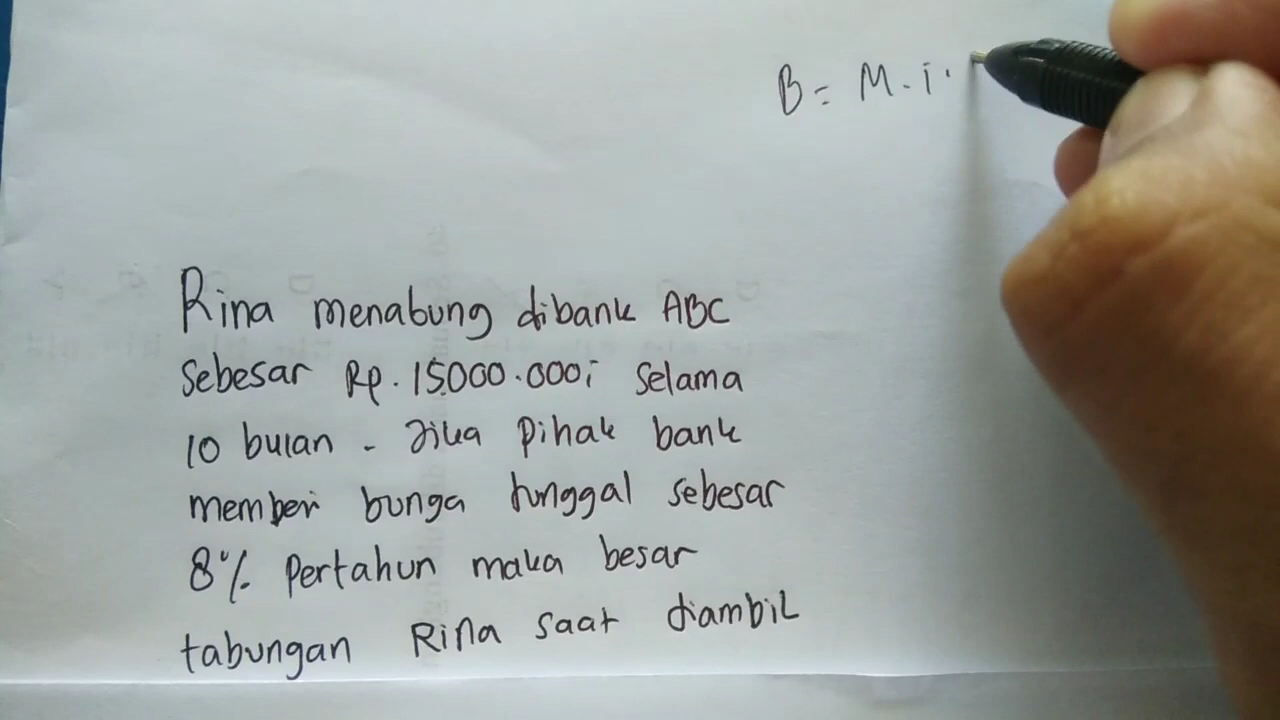 B = M . i .
Rina menabung dibank ABC
sebesar Rp. 15.000.000; selama
10 bulan - Jika Pihak bank
memberi bunga tunggal sebesar
8% Pertahun maka besar
tabungan Rina saat diambil